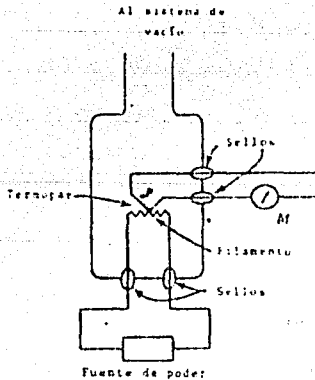 Al sistema de
vacío
Sellos
Termopar
M
Filamento
Sellos
Fuente de poder